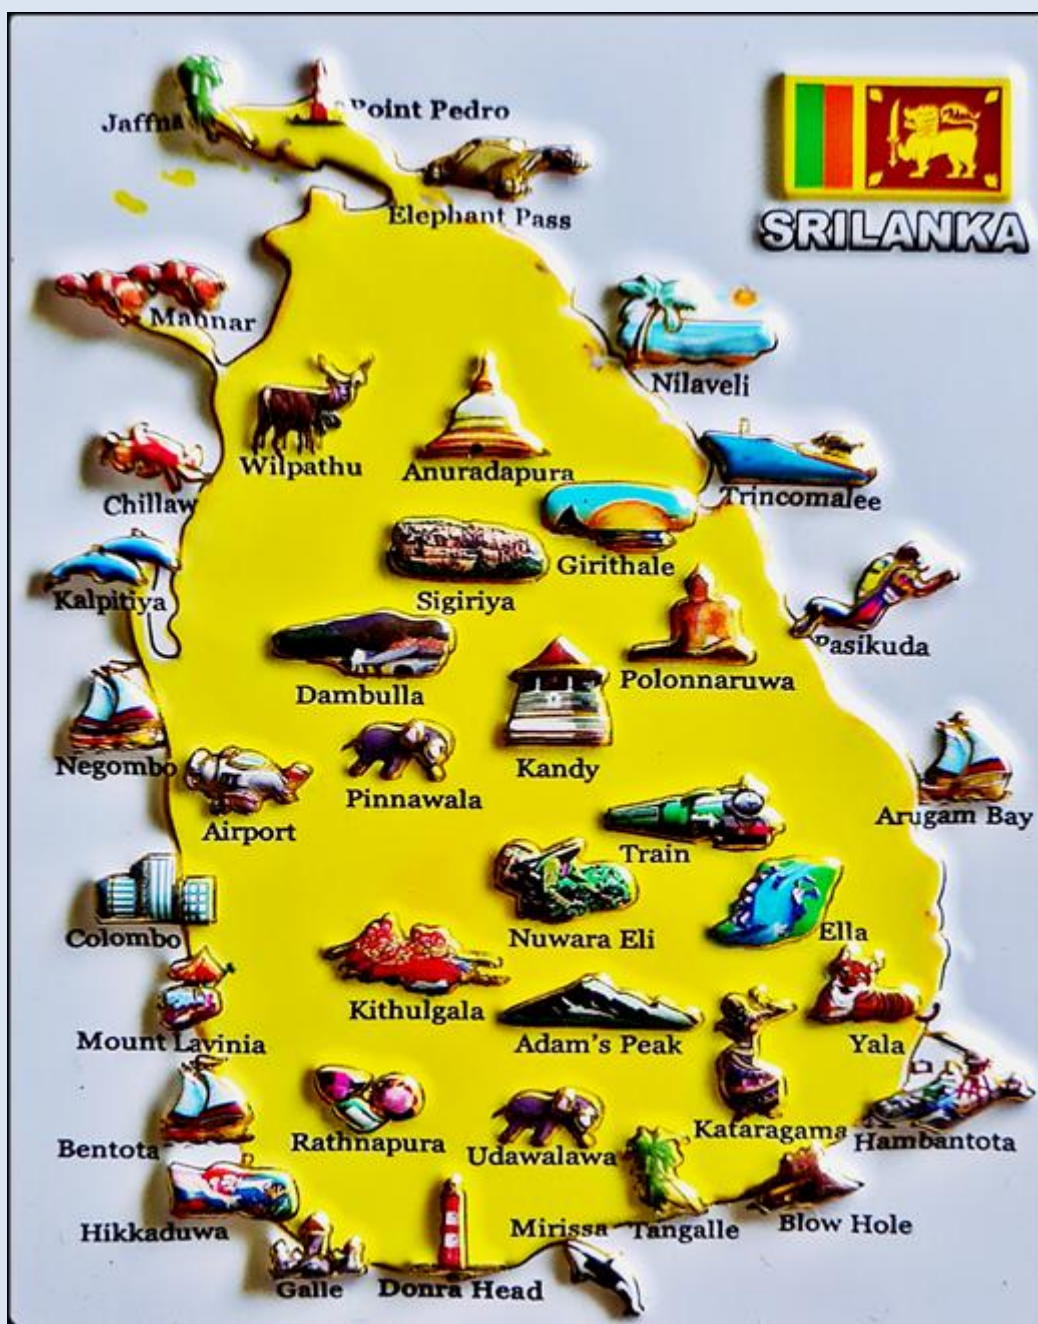 Jaffna
Point Pedro
Elephant Pass
SRILANKA
Mannar
Nilaveli
Wilpathu
Anuradapura
Chillaw
Trincomalee
Girithale
Kalpitiya
Sigiriya
Pasikuda
Dambulla
Polonnaruwa
Negombo
Kandy
Pinnawala
Airport
Arugam Bay
Train
Colombo
Nuwara Eli
Ella
Kithulgala
Mount Lavinia
Adam's Peak
Yala
Bentota
Rathnapura
Udawalawa
Kataragama
Hambantota
Hikkaduwa
Mirissa
Tangalle
Blow Hole
Galle
Donra Head